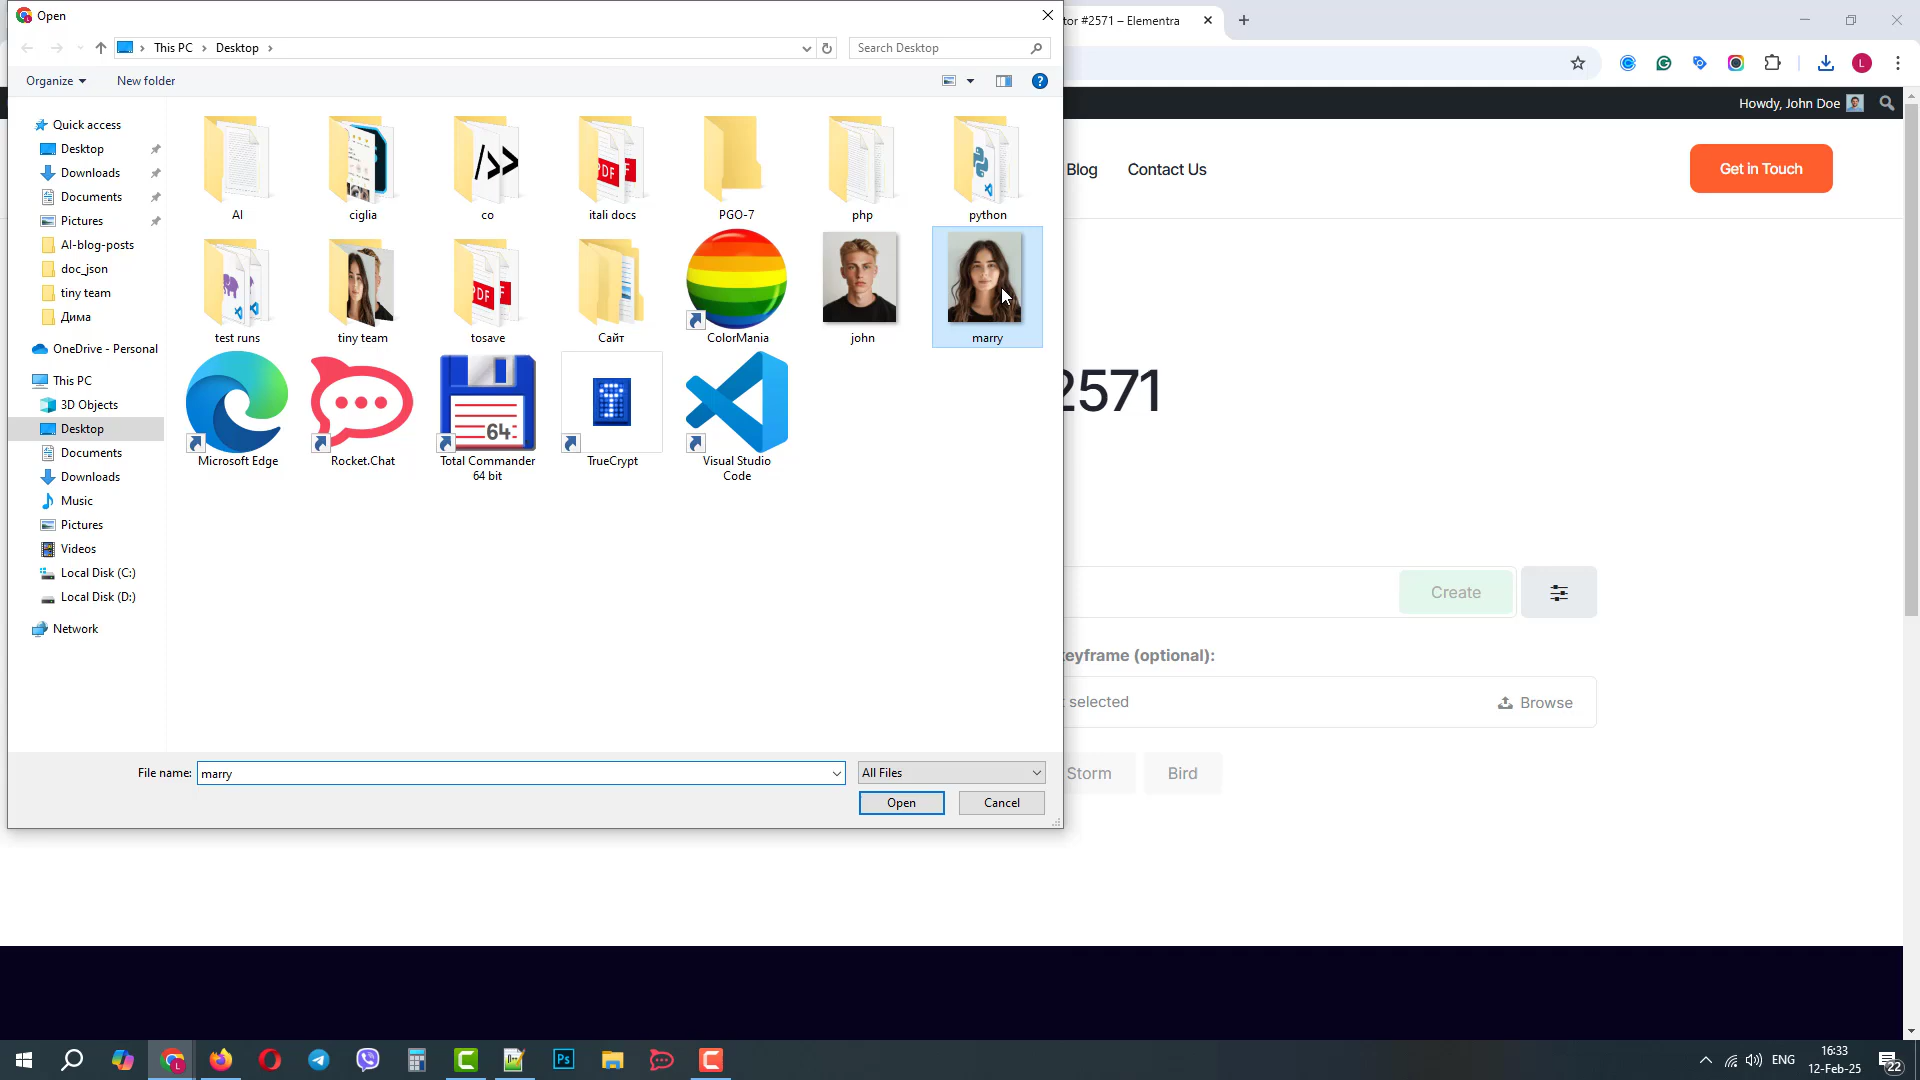 Open
tor #2571 – Elementra
This PC
Desktop
Search Desktop
Organize
New folder
Howdy, John Doe
Quick access
Desktop
Downloads
Documents
Pictures
AI-blog-posts
doc_json
tiny team
Дима
OneDrive - Personal
This PC
3D Objects
Desktop
Documents
Downloads
Music
Pictures
Videos
Local Disk (C:)
Local Disk (D:)
Network
PDF
AI
ciglia
co
itali docs
PGO-7
php
python
PDF
test runs
tiny team
tosave
Сайт
ColorMania
john
marry
64
Microsoft Edge
Rocket.Chat
Total Commander
64 bit
TrueCrypt
Visual Studio
Code
Blog
Contact Us
Get in Touch
2571
Create
keyframe (optional):
selected
Browse
Storm
Bird
File name:
marry
All Files
Open
Cancel
Ps
ENG
16:33
12-Feb-25
22